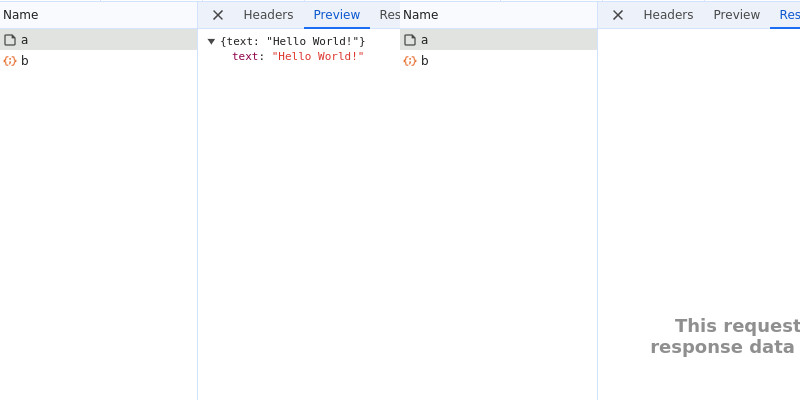 Name
a
b
Headers Preview Res
{text: "Hello World!"}
text: "Hello World!"
Name
a
b
Headers Preview Res
This request
response data